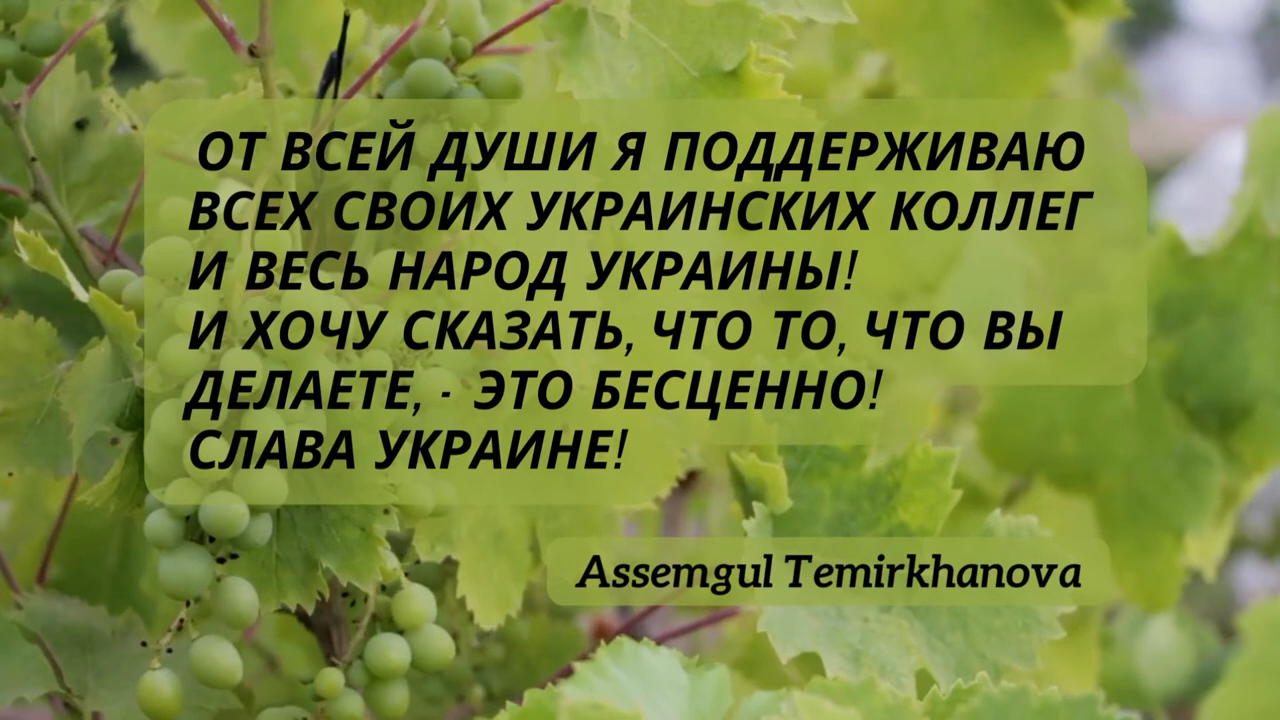 ОТ ВСЕЙ ДУШИ Я ПОДДЕРЖИВАЮ
ВСЕХ СВОИХ УКРАИНСКИХ КОЛЛЕГ
И ВЕСЬ НАРОД УКРАИНЫ!
И ХОЧУ СКАЗАТЬ, ЧТО ТО, ЧТО ВЫ
ДЕЛАЕТЕ, - ЭТО БЕСЦЕННО!
СЛАВА УКРАИНЕ!
Assemgul Temirkhanova